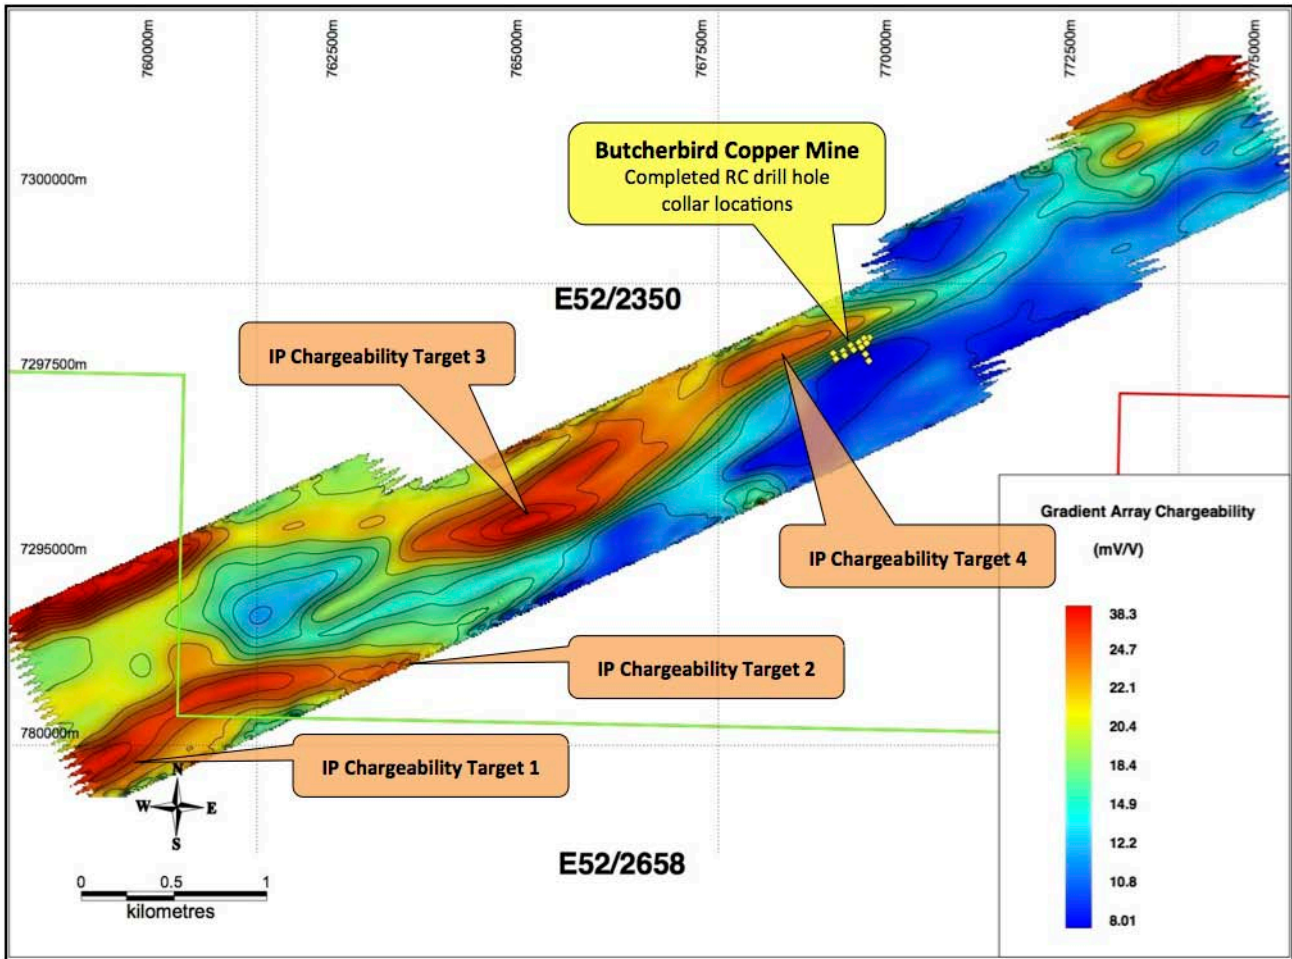 760000m
762500m
765000m
767500m
770000m
772500m
775000m
Butcherbird Copper Mine
Completed RC drill hole
collar locations
7300000m
E52/2350
IP Chargeability Target 3
7297500m
Gradient Array Chargeability
(mV/V)
7295000m
IP Chargeability Target 4
38.3
24.7
22.1
20.4
18.4
14.9
12.2
10.8
8.01
IP Chargeability Target 2
780000m
IP Chargeability Target 1
N
W
E
S
E52/2658
0 0.5 1
kilometres